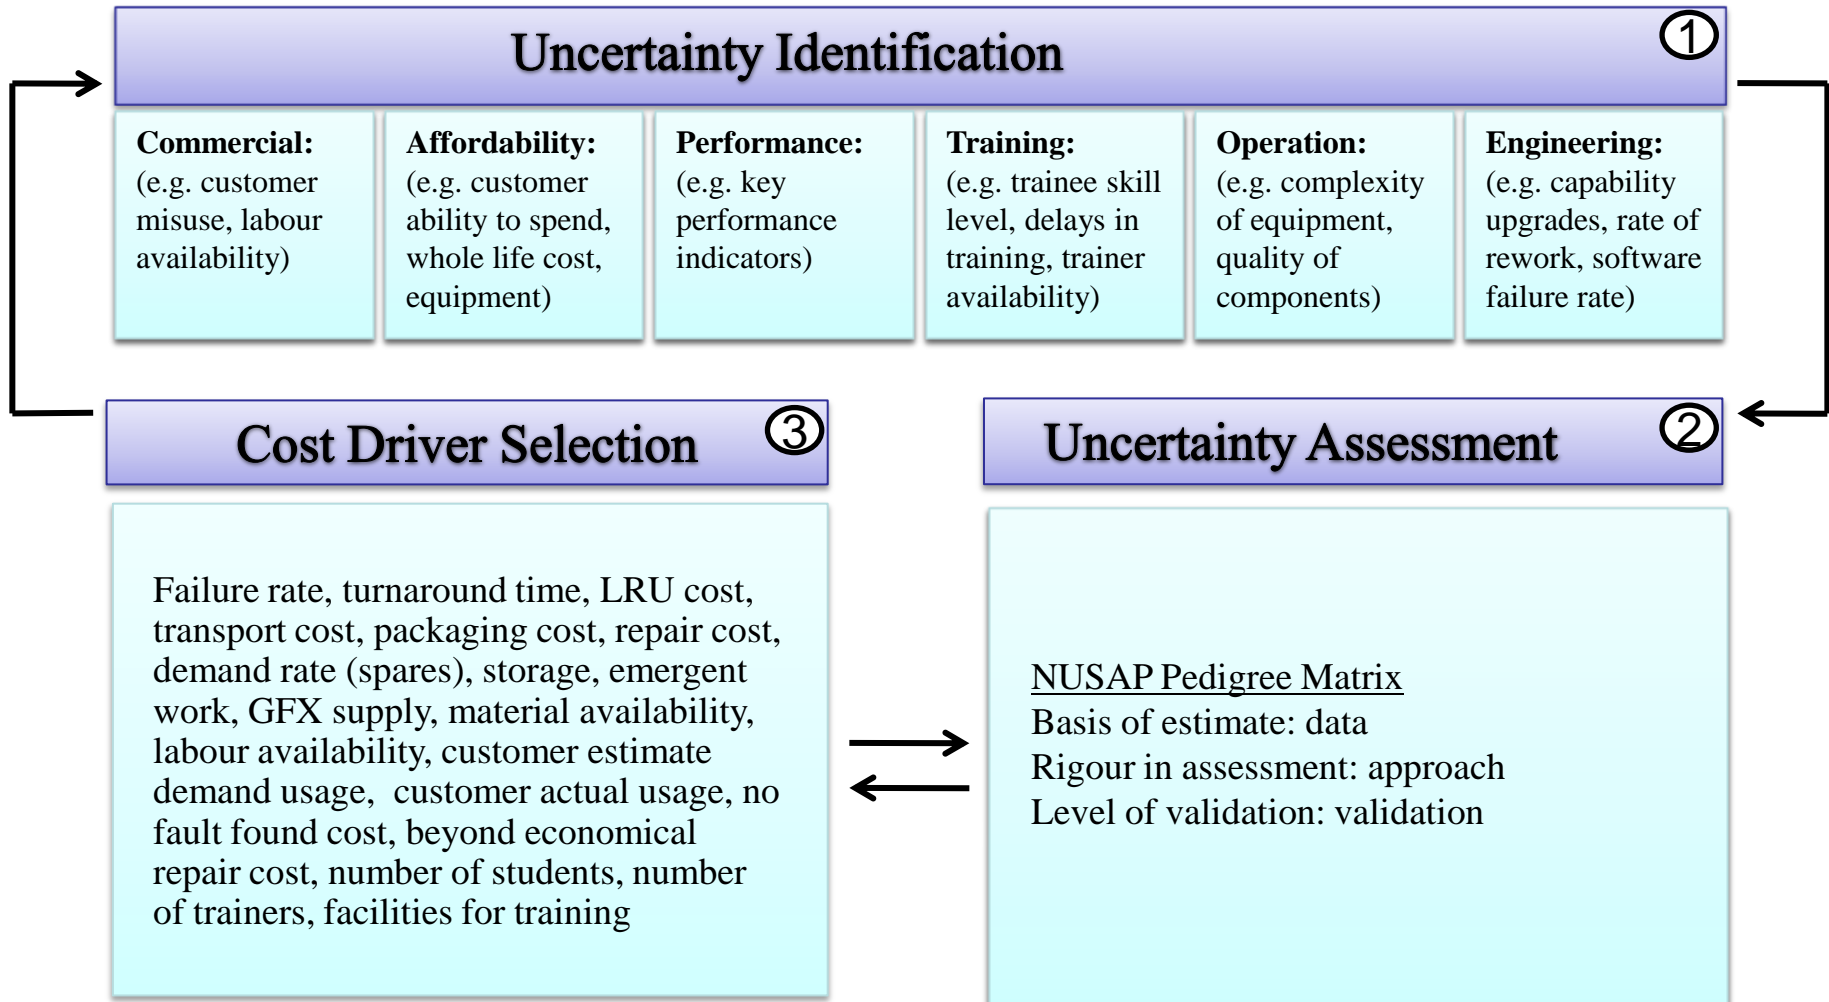 Uncertainty Identification
1
Commercial:
(e.g. customer
misuse, labour
availability)
Affordability:
(e.g. customer
ability to spend,
whole life cost,
equipment)
Performance:
(e.g. key
performance
indicators)
Training:
(e.g. trainee skill
level, delays in
training, trainer
availability)
Operation:
(e.g. complexity
of equipment,
quality of
components)
Engineering:
(e.g. capability
upgrades, rate of
rework, software
failure rate)
Cost Driver Selection
3
Failure rate, turnaround time, LRU cost,
transport cost, packaging cost, repair cost,
demand rate (spares), storage, emergent
work, GFX supply, material availability,
labour availability, customer estimate
demand usage,  customer actual usage, no
fault found cost, beyond economical
repair cost, number of students, number
of trainers, facilities for training
Uncertainty Assessment
2
NUSAP Pedigree Matrix
Basis of estimate: data
Rigour in assessment: approach
Level of validation: validation